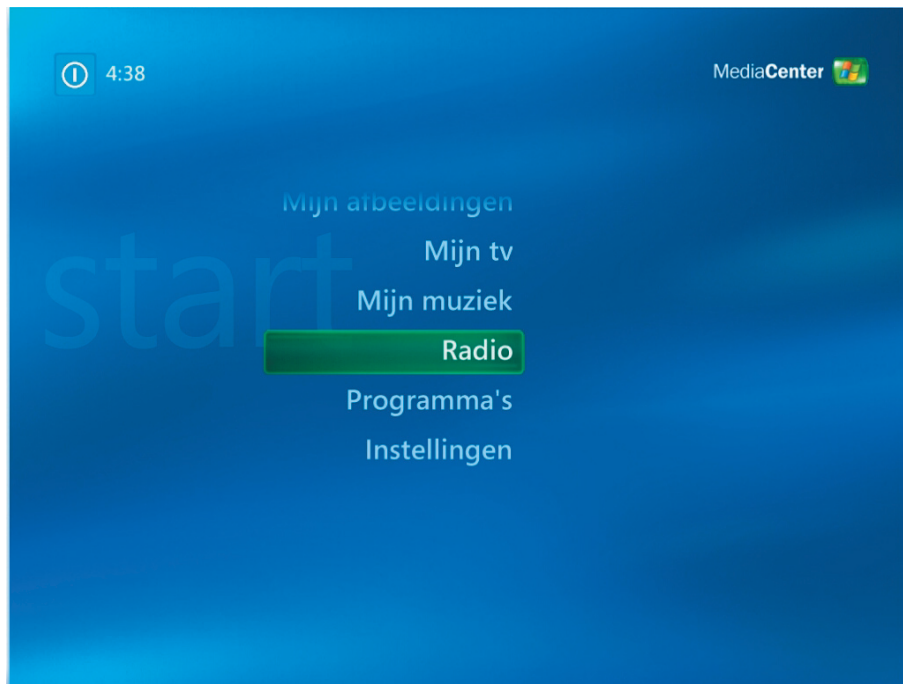 4:38
MediaCenter
Mijn afbeeldingen
start
Mijn tv
Mijn muziek
Radio
Programma's
Instellingen